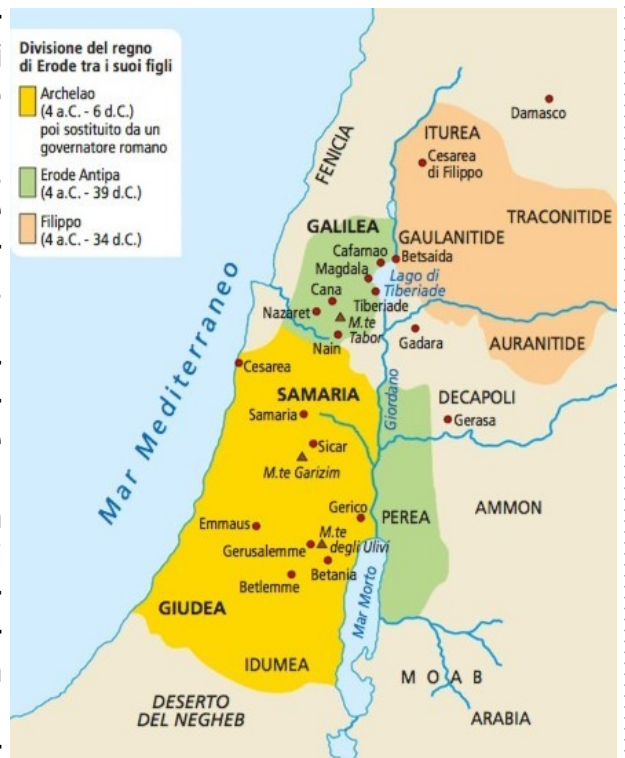 Divisione del regno
di Erode tra i suoi figli
Archelao
(4 a.C. - 6 d.C.)
poi sostituito da un
governatore romano
Erode Antipa
(4 a.C. - 39 d.C.)
Filippo
(4 a.C. - 34 d.C.)
Damasco
ITUREA
Cesarea
di Filippo
FENICIA
TRACONITIDE
GALILEA
GAULANITIDE
Cafarnao
Betsaida
Magdala
Lago di
Tiberiade
Cana
Tiberiade
Nazaret
M.te
Tabor
Nain
Gadara
AURANITIDE
Mar Mediterraneo
Cesarea
SAMARIA
Giordano
DECAPOLI
Samaria
Gerasa
Sicar
M.te Garizim
Gerico
PEREA
AMMON
Emmaus
M.te
degli Ulivi
Gerusalemme
Betania
Betlemme
Mar Morto
GIUDEA
IDUMEA
MOAB
DESERTO
DEL NEGHEB
ARABIA